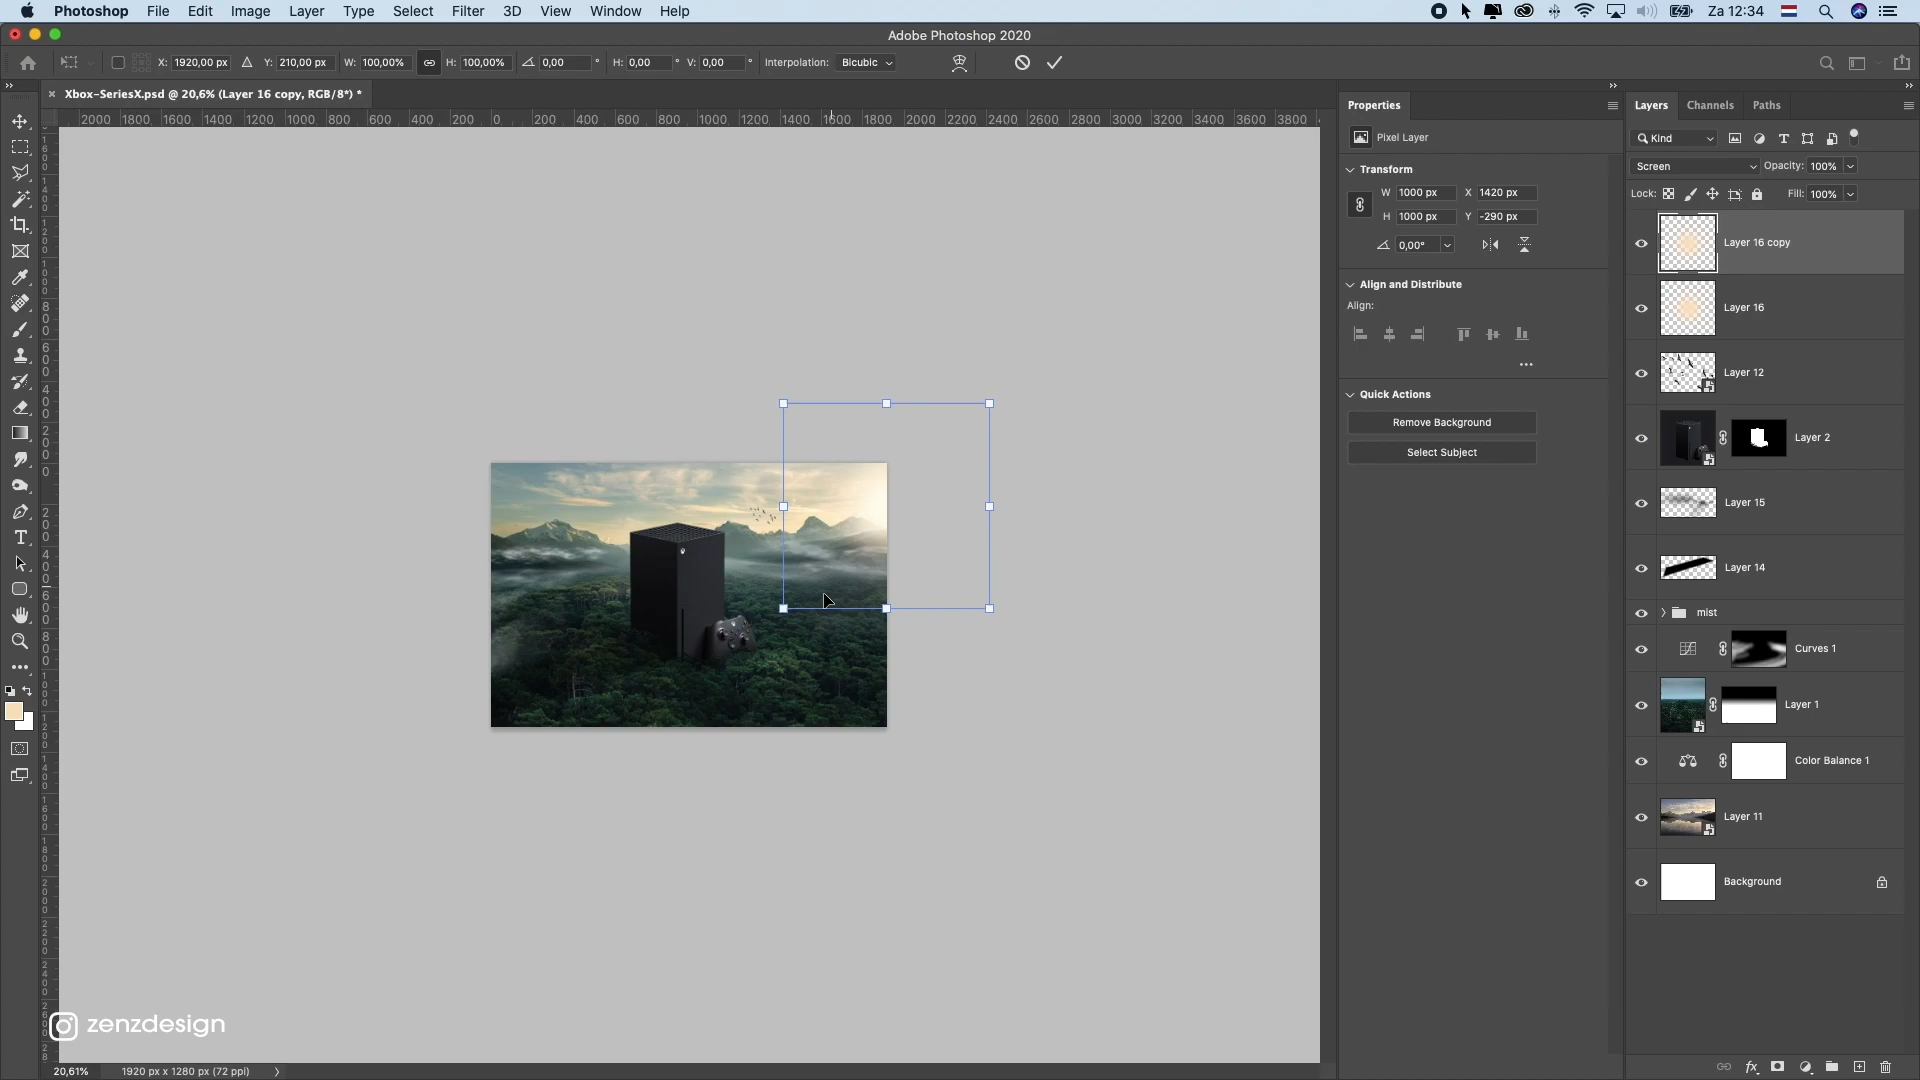 Photoshop File Edit Image Layer Type Select Filter 3D View Window Help Za 12:34
Adobe Photoshop 2020
X: 1920,00 px Y: 210,00 px W: 100,00% H: 100,00% 0,00 ° H: 0,00 ° V: 0,00 ° Interpolation: Bicubic
Xbox-SeriesX.psd @ 20,6% (Layer 16 copy, RGB/8*) *
2000 1800 1600 1400 1200 1000 800 600 400 200 0 200 400 600 800 1000 1200 1400 1600 1800 2000 2200 2400 2600 2800 3000 3200 3400 3600 3800
Properties
Pixel Layer
Transform
W 1000 px X 1420 px
H 1000 px Y -290 px
0,00°
Align and Distribute
Align:
Quick Actions
Remove Background
Select Subject
Layers Channels Paths
Kind
Screen Opacity: 100%
Lock: Fill: 100%
Layer 16 copy
Layer 16
Layer 12
Layer 2
Layer 15
Layer 14
mist
Curves 1
Layer 1
Color Balance 1
Layer 11
Background
zenzdesign
20,61% 1920 px x 1280 px (72 ppi)